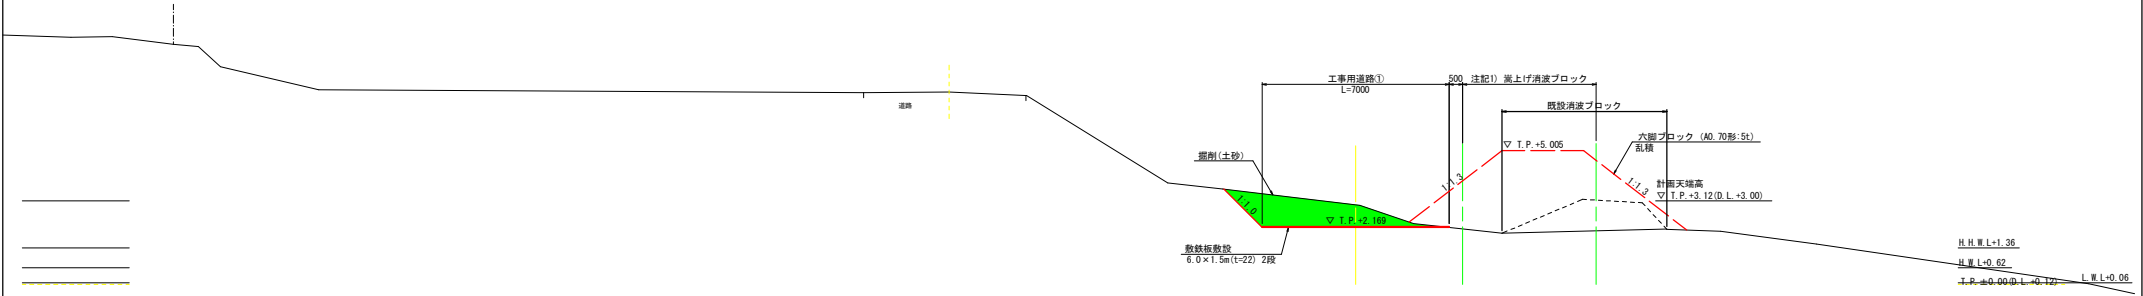 工事用道路①
L=7000
500
注記1) 嵩上げ消波ブロック
既設消波ブロック
道路
六脚ブロック (A0.70形:5t)
乱積
▽ T.P.+5.005
掘削(土砂)
1:1.3
1:1.3
計画天端高
▽ T.P.+3.12(D.L.+3.00)
1:1.0
▽ T.P.+2.169
敷鉄板敷設
6.0×1.5m(t=22) 2段
H.H.W.L+1.36
H.W.L+0.62
T.P.±0.00(D.L.+0.12)
L.W.L+0.06